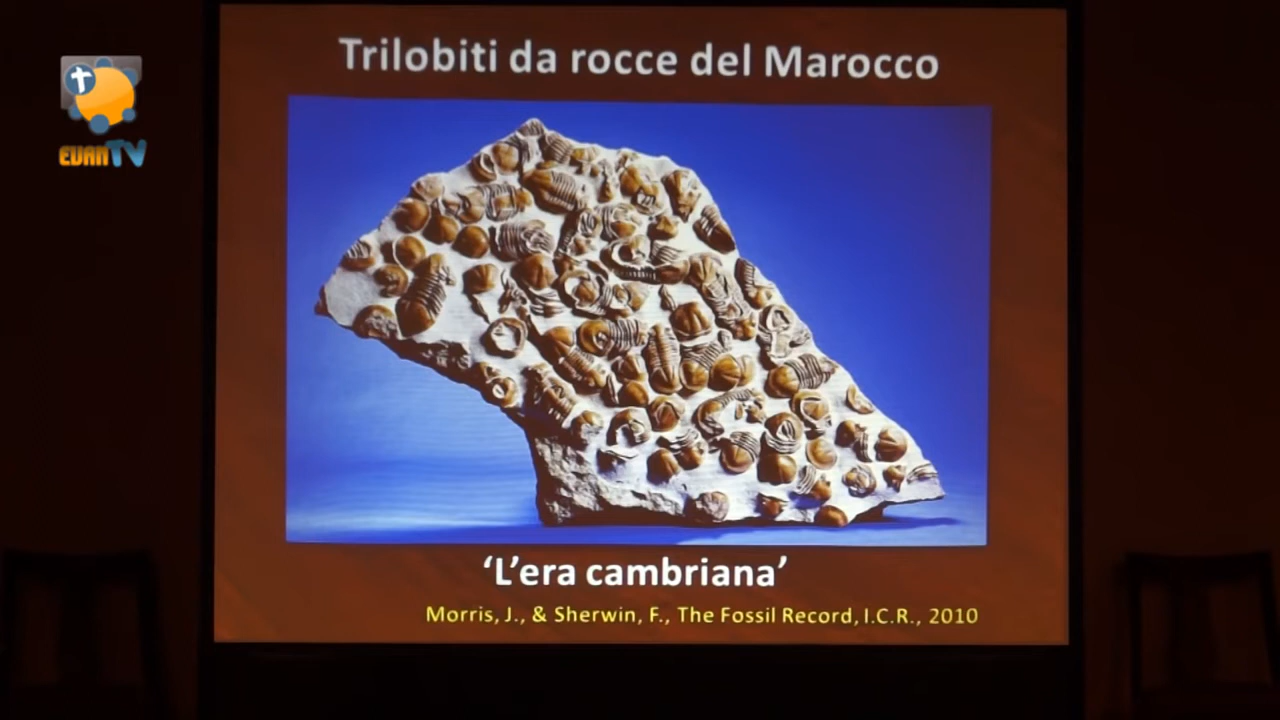 EVANTV
Trilobiti da rocce del Marocco
‘L’era cambriana’
Morris, J., & Sherwin, F., The Fossil Record, I.C.R., 2010